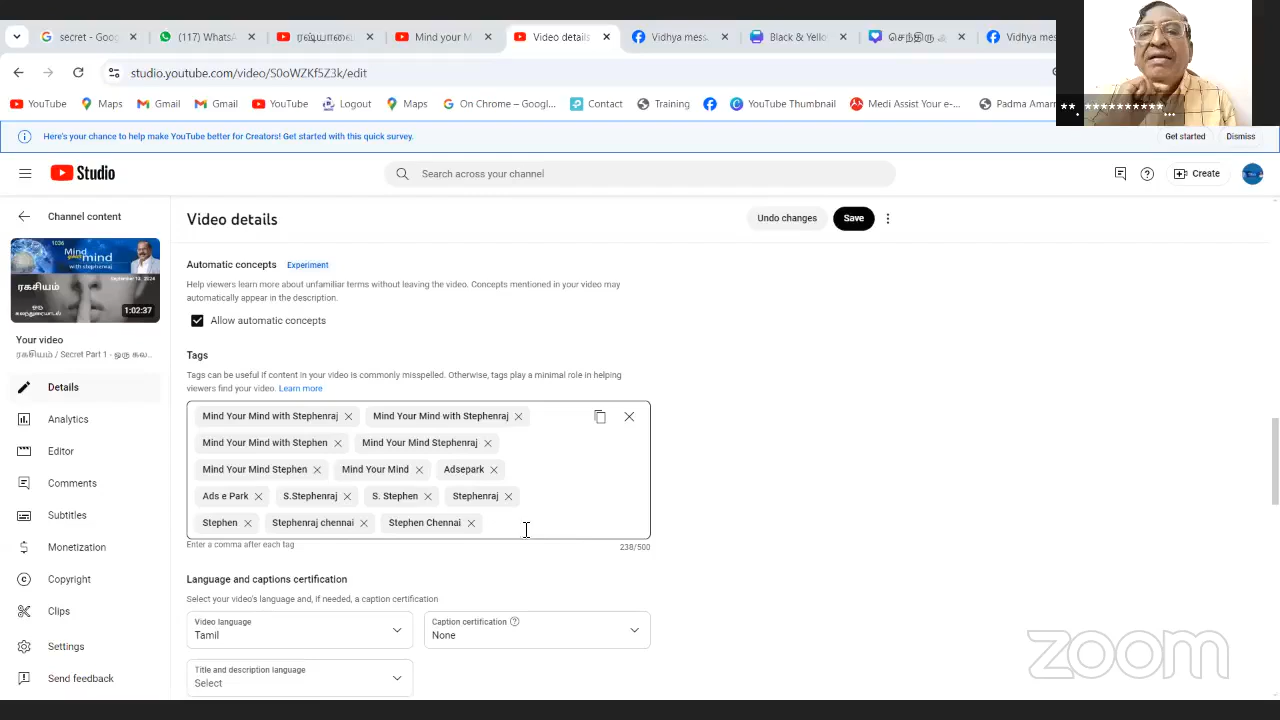 secret - Goo
(117) WhatsA
ரஷ்யாவை
Mind your M
Video details
Vidhya mess
Black & Yello
செந்திரு
Vidhya mess
studio.youtube.com/video/S0oWZKf5Z3k/edit
YouTube
Maps
Gmail
Gmail
YouTube
Logout
Maps
On Chrome – Googl...
Contact
Training
YouTube Thumbnail
Medi Assist Your e-...
Padma Amar
**. ***********...
Here's your chance to help make YouTube better for Creators! Get started with this quick survey.
Get started
Dismiss
Studio
Search across your channel
Create
Channel content
Video details
Undo changes
Save
1036
Mind
mind
with stephenraj
September 13, 2024
ரகசியம்
ஒரு
கலந்துரையாடல்
1:02:37
Your video
ரகசியம் / Secret Part 1 - ஒரு கல...
Details
Analytics
Editor
Comments
Subtitles
Monetization
Copyright
Clips
Settings
Send feedback
Automatic concepts Experiment
Help viewers learn more about unfamiliar terms without leaving the video. Concepts mentioned in your video may
automatically appear in the description.
Allow automatic concepts
Tags
Tags can be useful if content in your video is commonly misspelled. Otherwise, tags play a minimal role in helping
viewers find your video. Learn more
Mind Your Mind with Stephenraj Mind Your Mind with Stephenraj
Mind Your Mind with Stephen Mind Your Mind Stephenraj
Mind Your Mind Stephen Mind Your Mind Adsepark
Ads e Park S.Stephenraj S. Stephen Stephenraj
Stephen Stephenraj chennai Stephen Chennai
Enter a comma after each tag 238/500
Language and captions certification
Select your video's language and, if needed, a caption certification
Video language
Tamil
Caption certification
None
Title and description language
Select
zoom